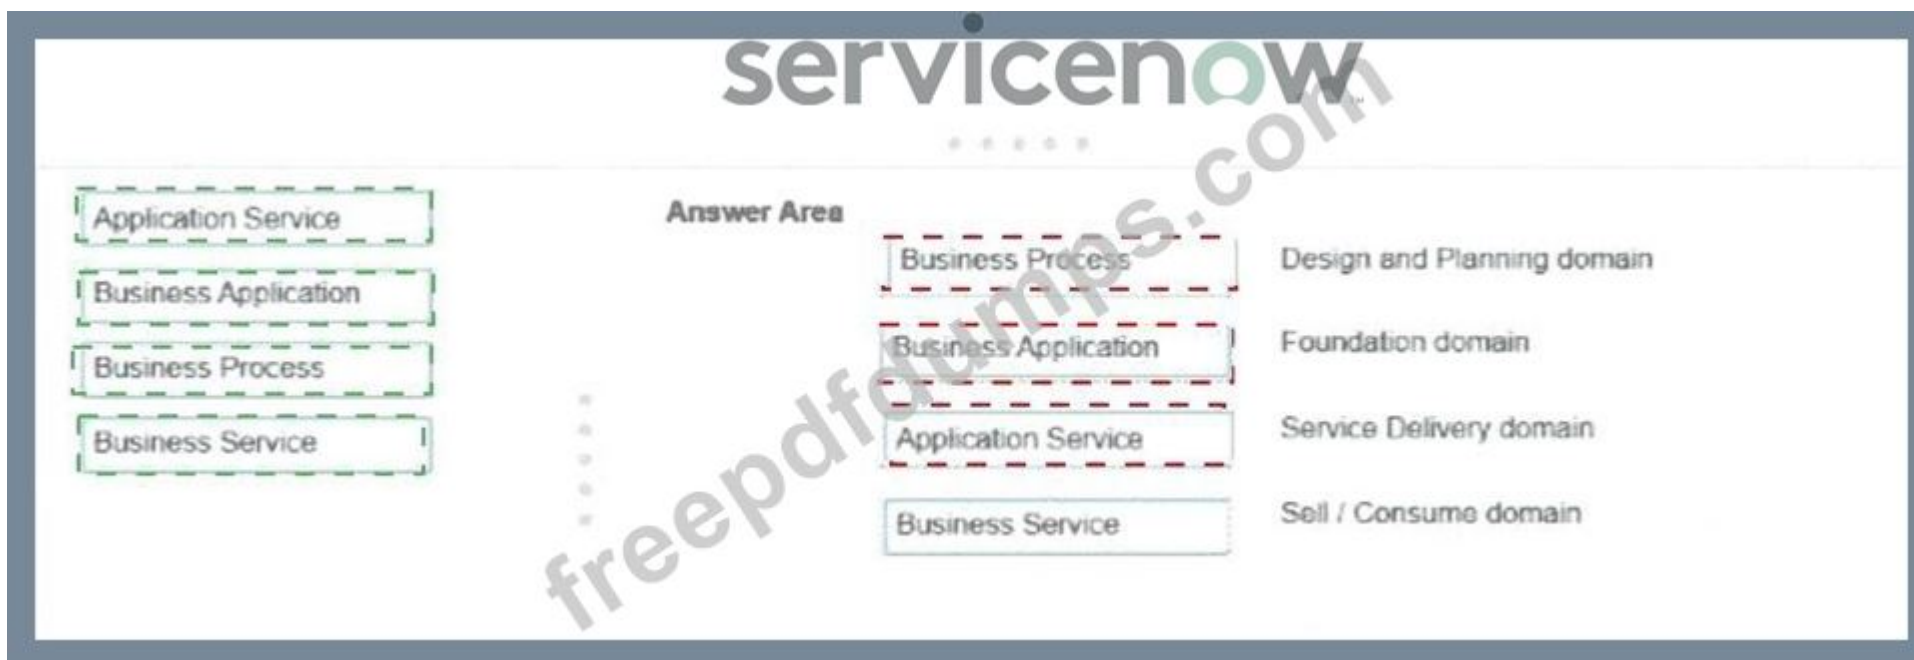 servicenow
Application Service
Business Application
Business Process
Business Service
Answer Area
Business Process Design and Planning domain
Business Application Foundation domain
Application Service Service Delivery domain
Business Service Sell / Consume domain
freepdfdumps.com